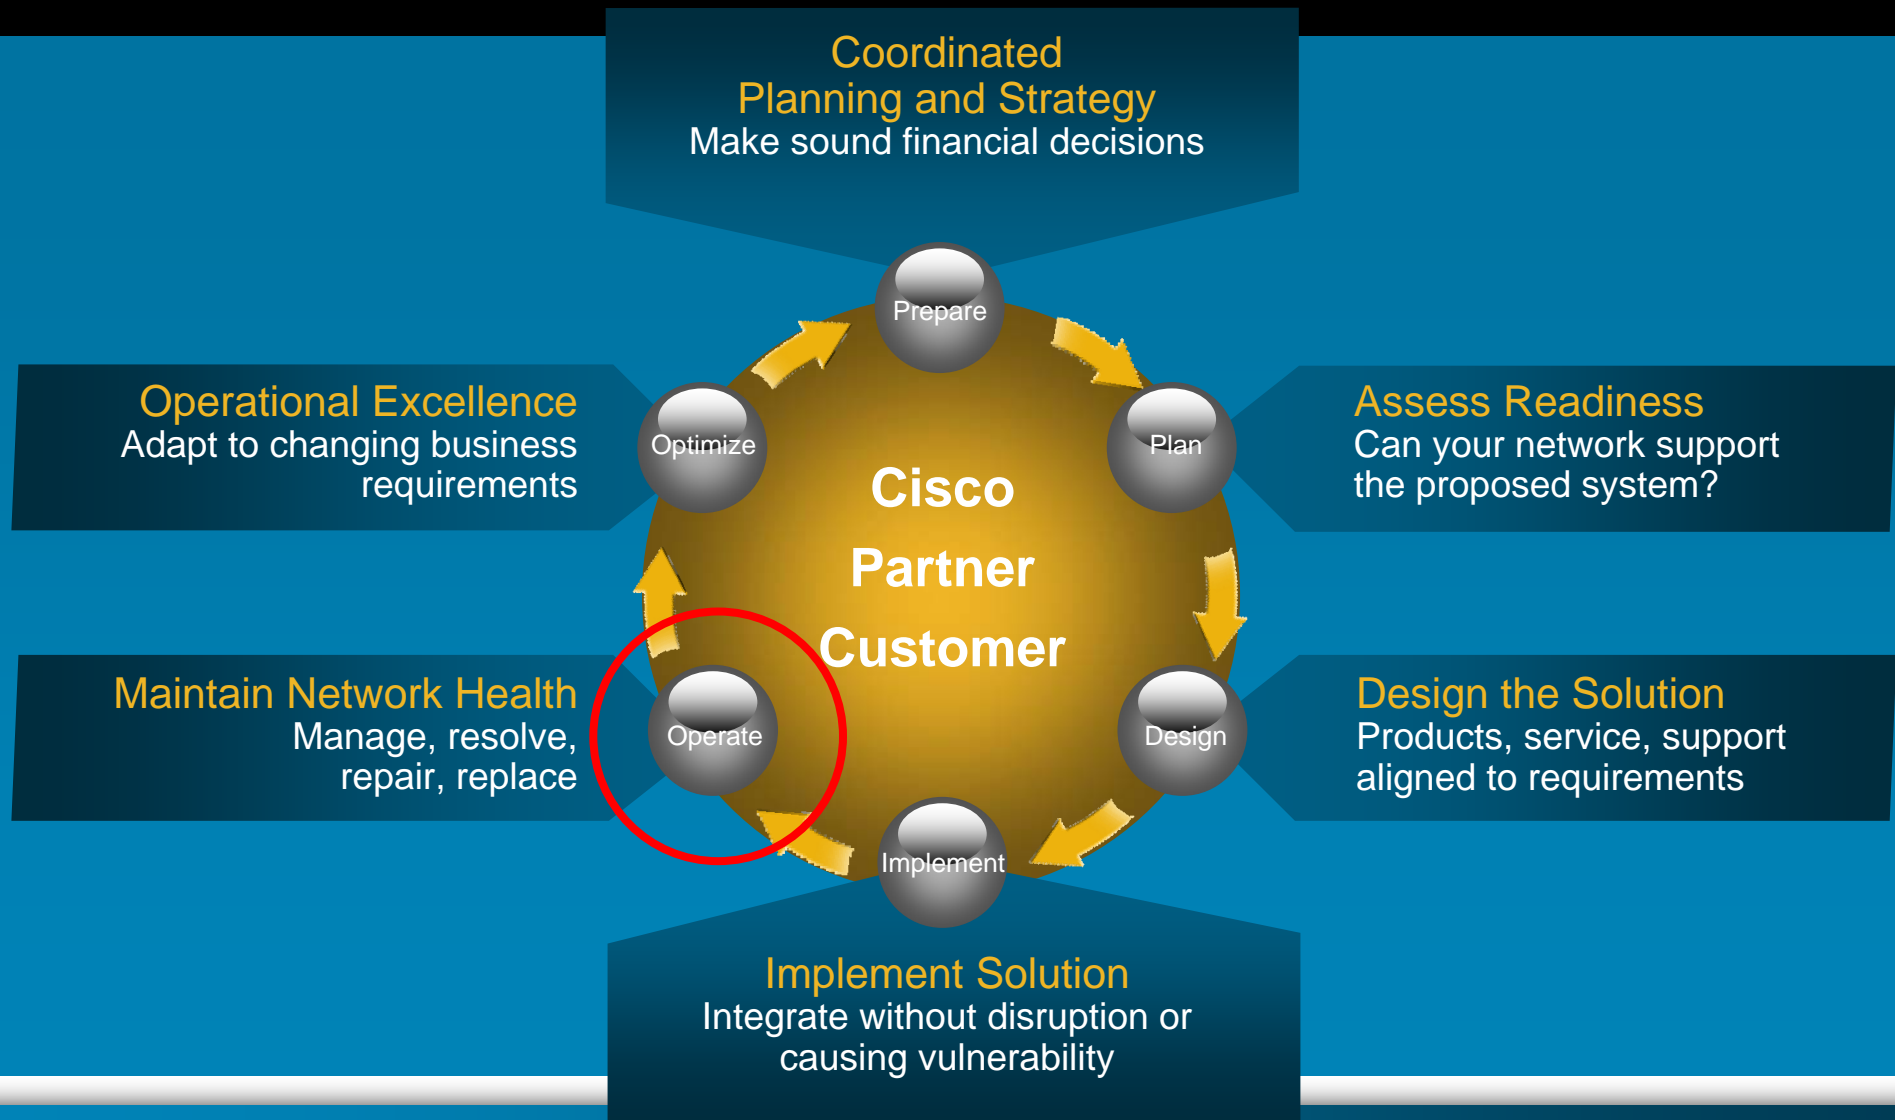 Coordinated
Planning and Strategy
Make sound financial decisions
Prepare
Operational Excellence
Adapt to changing business
requirements
Optimize
Plan
Assess Readiness
Can your network support
the proposed system?
Cisco
Partner
Customer
Maintain Network Health
Manage, resolve,
repair, replace
Operate
Design
Design the Solution
Products, service, support
aligned to requirements
Implement
Implement Solution
Integrate without disruption or
causing vulnerability